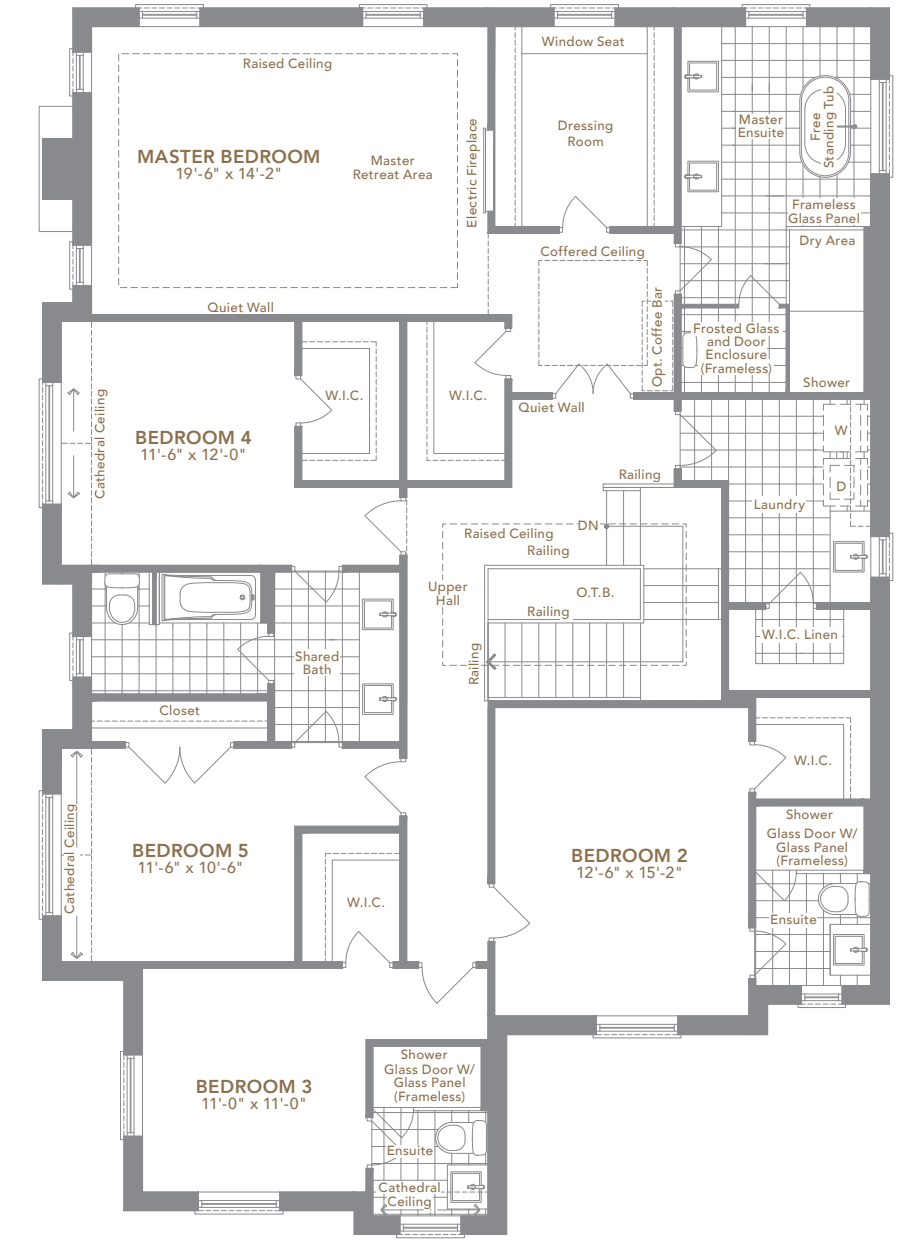 Window Seat
Raised Ceiling
Dressing
Room
Master
Ensuite
Free
Standing Tub
MASTER BEDROOM
19'-6" x 14'-2"
Master
Retreat Area
Electric Fireplace
Frameless
Glass Panel
Dry Area
Coffered Ceiling
Quiet Wall
Opt. Coffee Bar
Frosted Glass
and Door
Enclosure
(Frameless)
Shower
W.I.C.
W.I.C.
Quiet Wall
Cathedral Ceiling
BEDROOM 4
11'-6" x 12'-0"
W
Railing
D
Laundry
DN
Raised Ceiling
Railing
Upper
Hall
O.T.B.
Railing
Railing
W.I.C. Linen
Shared
Bath
Closet
W.I.C.
Cathedral Ceiling
BEDROOM 5
11'-6" x 10'-6"
Shower
Glass Door W/
Glass Panel
(Frameless)
BEDROOM 2
12'-6" x 15'-2"
W.I.C.
Ensuite
Shower
Glass Door W/
Glass Panel
(Frameless)
BEDROOM 3
11'-0" x 11'-0"
Ensuite
Cathedral
Ceiling